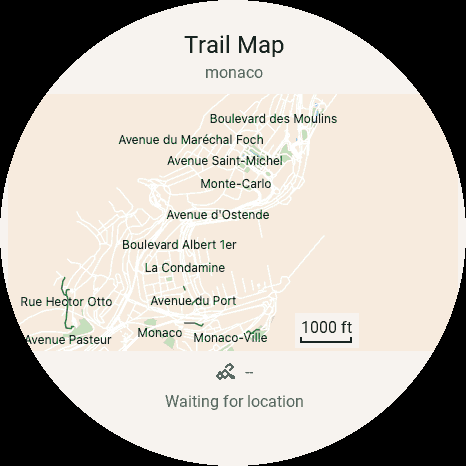 Trail Map
monaco
Boulevard des Moulins
Avenue du Maréchal Foch
Avenue Saint-Michel
Monte-Carlo
Avenue d'Ostende
Boulevard Albert 1er
La Condamine
Rue Hector Otto
Avenue du Port
Monaco
Monaco-Ville
Avenue Pasteur
1000 ft
--
Waiting for location